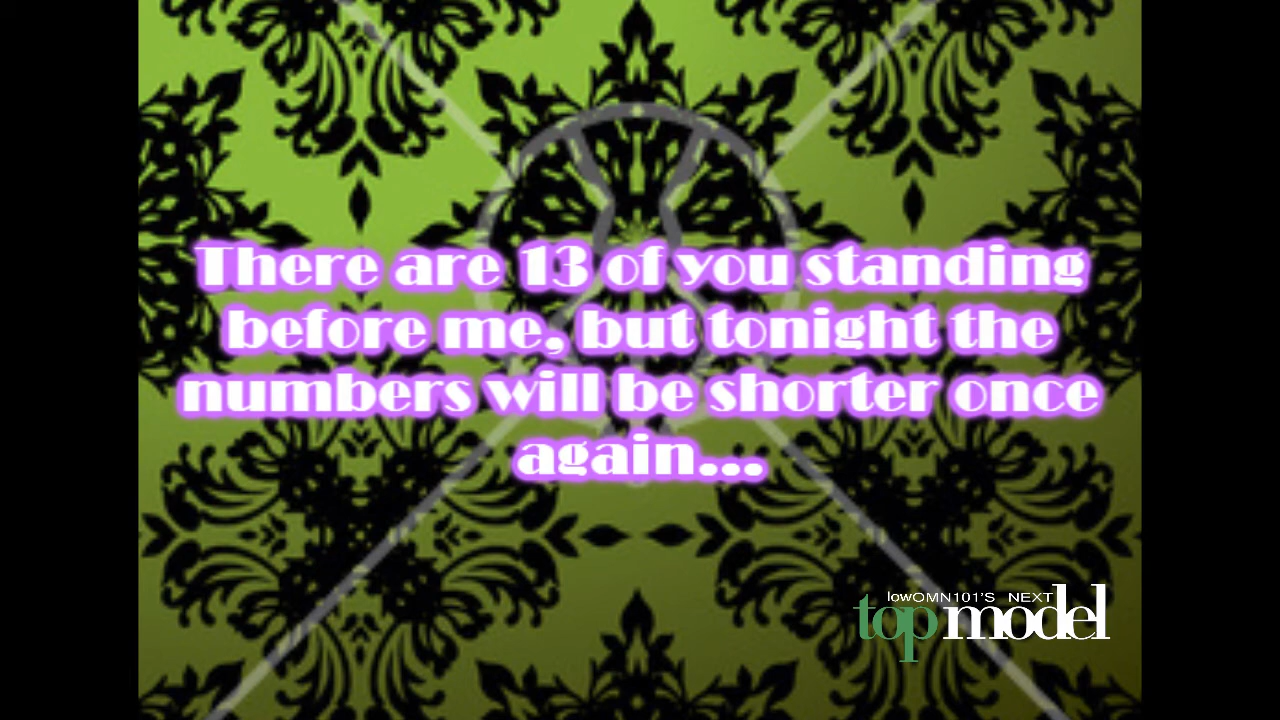 There are 13 of you standing
before me, but tonight the
numbers will be shorter once
again...
lowOMN101'S NEXT
top model